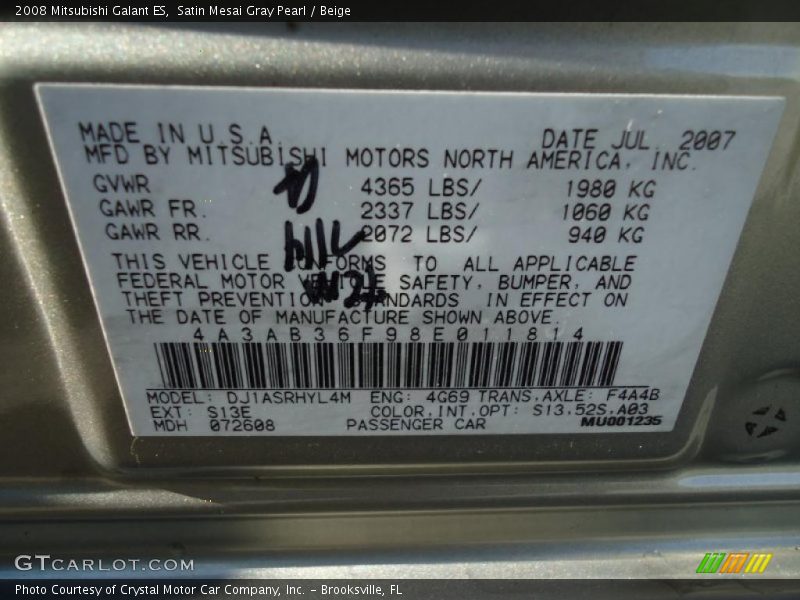 2008 Mitsubishi Galant ES, Satin Mesai Gray Pearl / Beige
MADE IN U.S.A. DATE JUL. 2007
MFD BY MITSUBISHI MOTORS NORTH AMERICA, INC.
GVWR 4365 LBS/ 1980 KG
GAWR FR. 2337 LBS/ 1060 KG
GAWR RR. 2072 LBS/ 940 KG
THIS VEHICLE CONFORMS TO ALL APPLICABLE
FEDERAL MOTOR VEHICLE SAFETY, BUMPER, AND
THEFT PREVENTION STANDARDS IN EFFECT ON
THE DATE OF MANUFACTURE SHOWN ABOVE.
4A3AB36F98E011814
MODEL: DJ1ASRHYL4M ENG: 4G69 TRANS.AXLE: F4A4B
EXT: S13E COLOR.INT.OPT: S13.52S.A03
MDH 072608 PASSENGER CAR MU001235
GTCARLOT.COM
Photo Courtesy of Crystal Motor Car Company, Inc. – Brooksville, FL